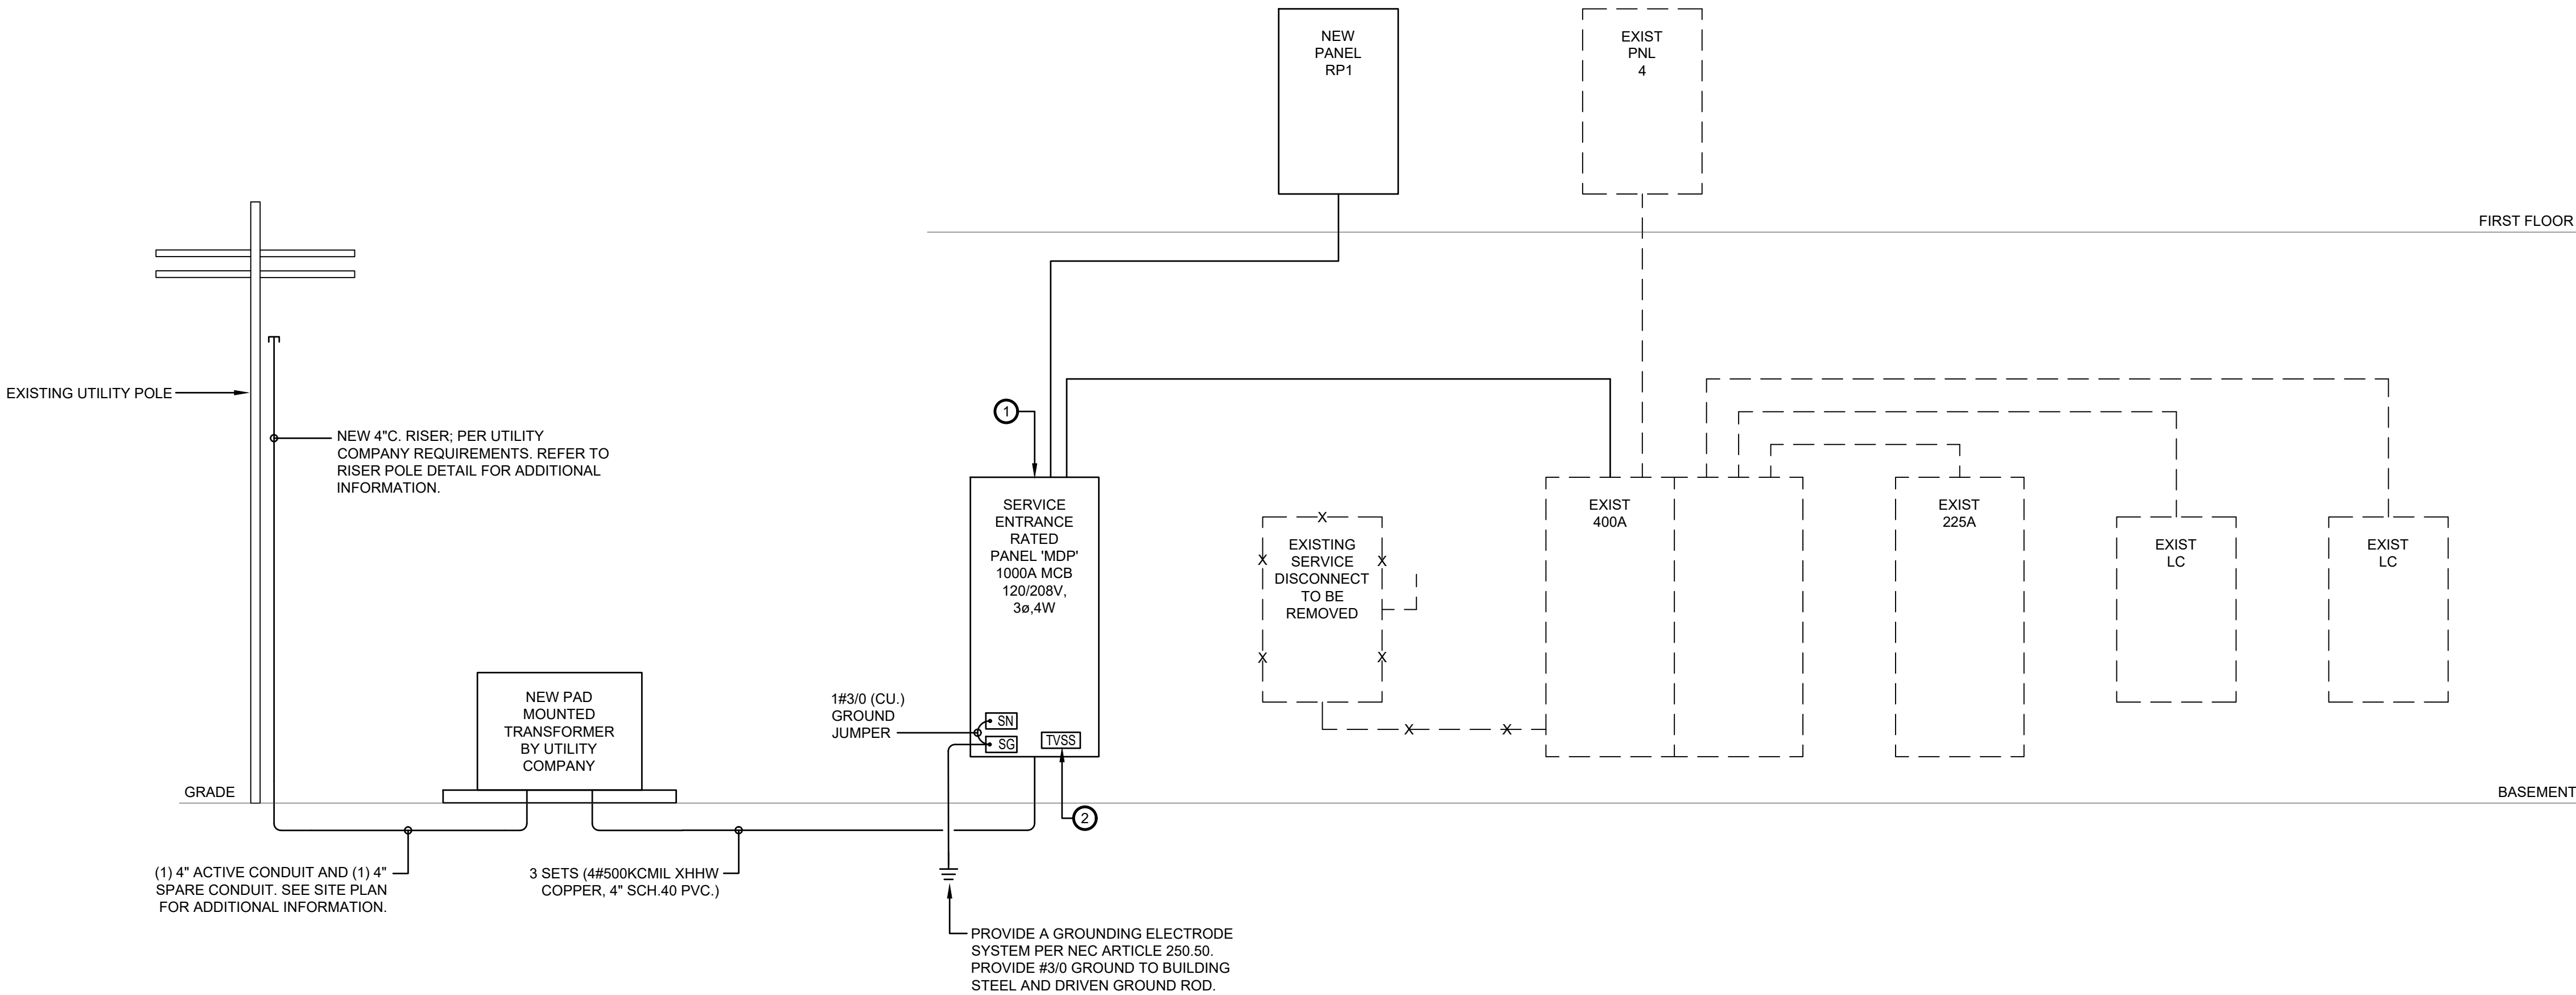 NEW
PANEL
RP1
EXIST
PNL
4
FIRST FLOOR
EXISTING UTILITY POLE
NEW 4"C. RISER; PER UTILITY
COMPANY REQUIREMENTS. REFER TO
RISER POLE DETAIL FOR ADDITIONAL
INFORMATION.
1
SERVICE
ENTRANCE
RATED
PANEL 'MDP'
1000A MCB
120/208V,
3ø,4W
EXISTING
SERVICE
DISCONNECT
TO BE
REMOVED
X
X
X
X
X
X
X
EXIST
400A
EXIST
225A
EXIST
LC
EXIST
LC
NEW PAD
MOUNTED
TRANSFORMER
BY UTILITY
COMPANY
1#3/0 (CU.)
GROUND
JUMPER
SN
SG
TVSS
2
GRADE
BASEMENT
(1) 4" ACTIVE CONDUIT AND (1) 4"
SPARE CONDUIT. SEE SITE PLAN
FOR ADDITIONAL INFORMATION.
3 SETS (4#500KCMIL XHHW
COPPER, 4" SCH.40 PVC.)
PROVIDE A GROUNDING ELECTRODE
SYSTEM PER NEC ARTICLE 250.50.
PROVIDE #3/0 GROUND TO BUILDING
STEEL AND DRIVEN GROUND ROD.